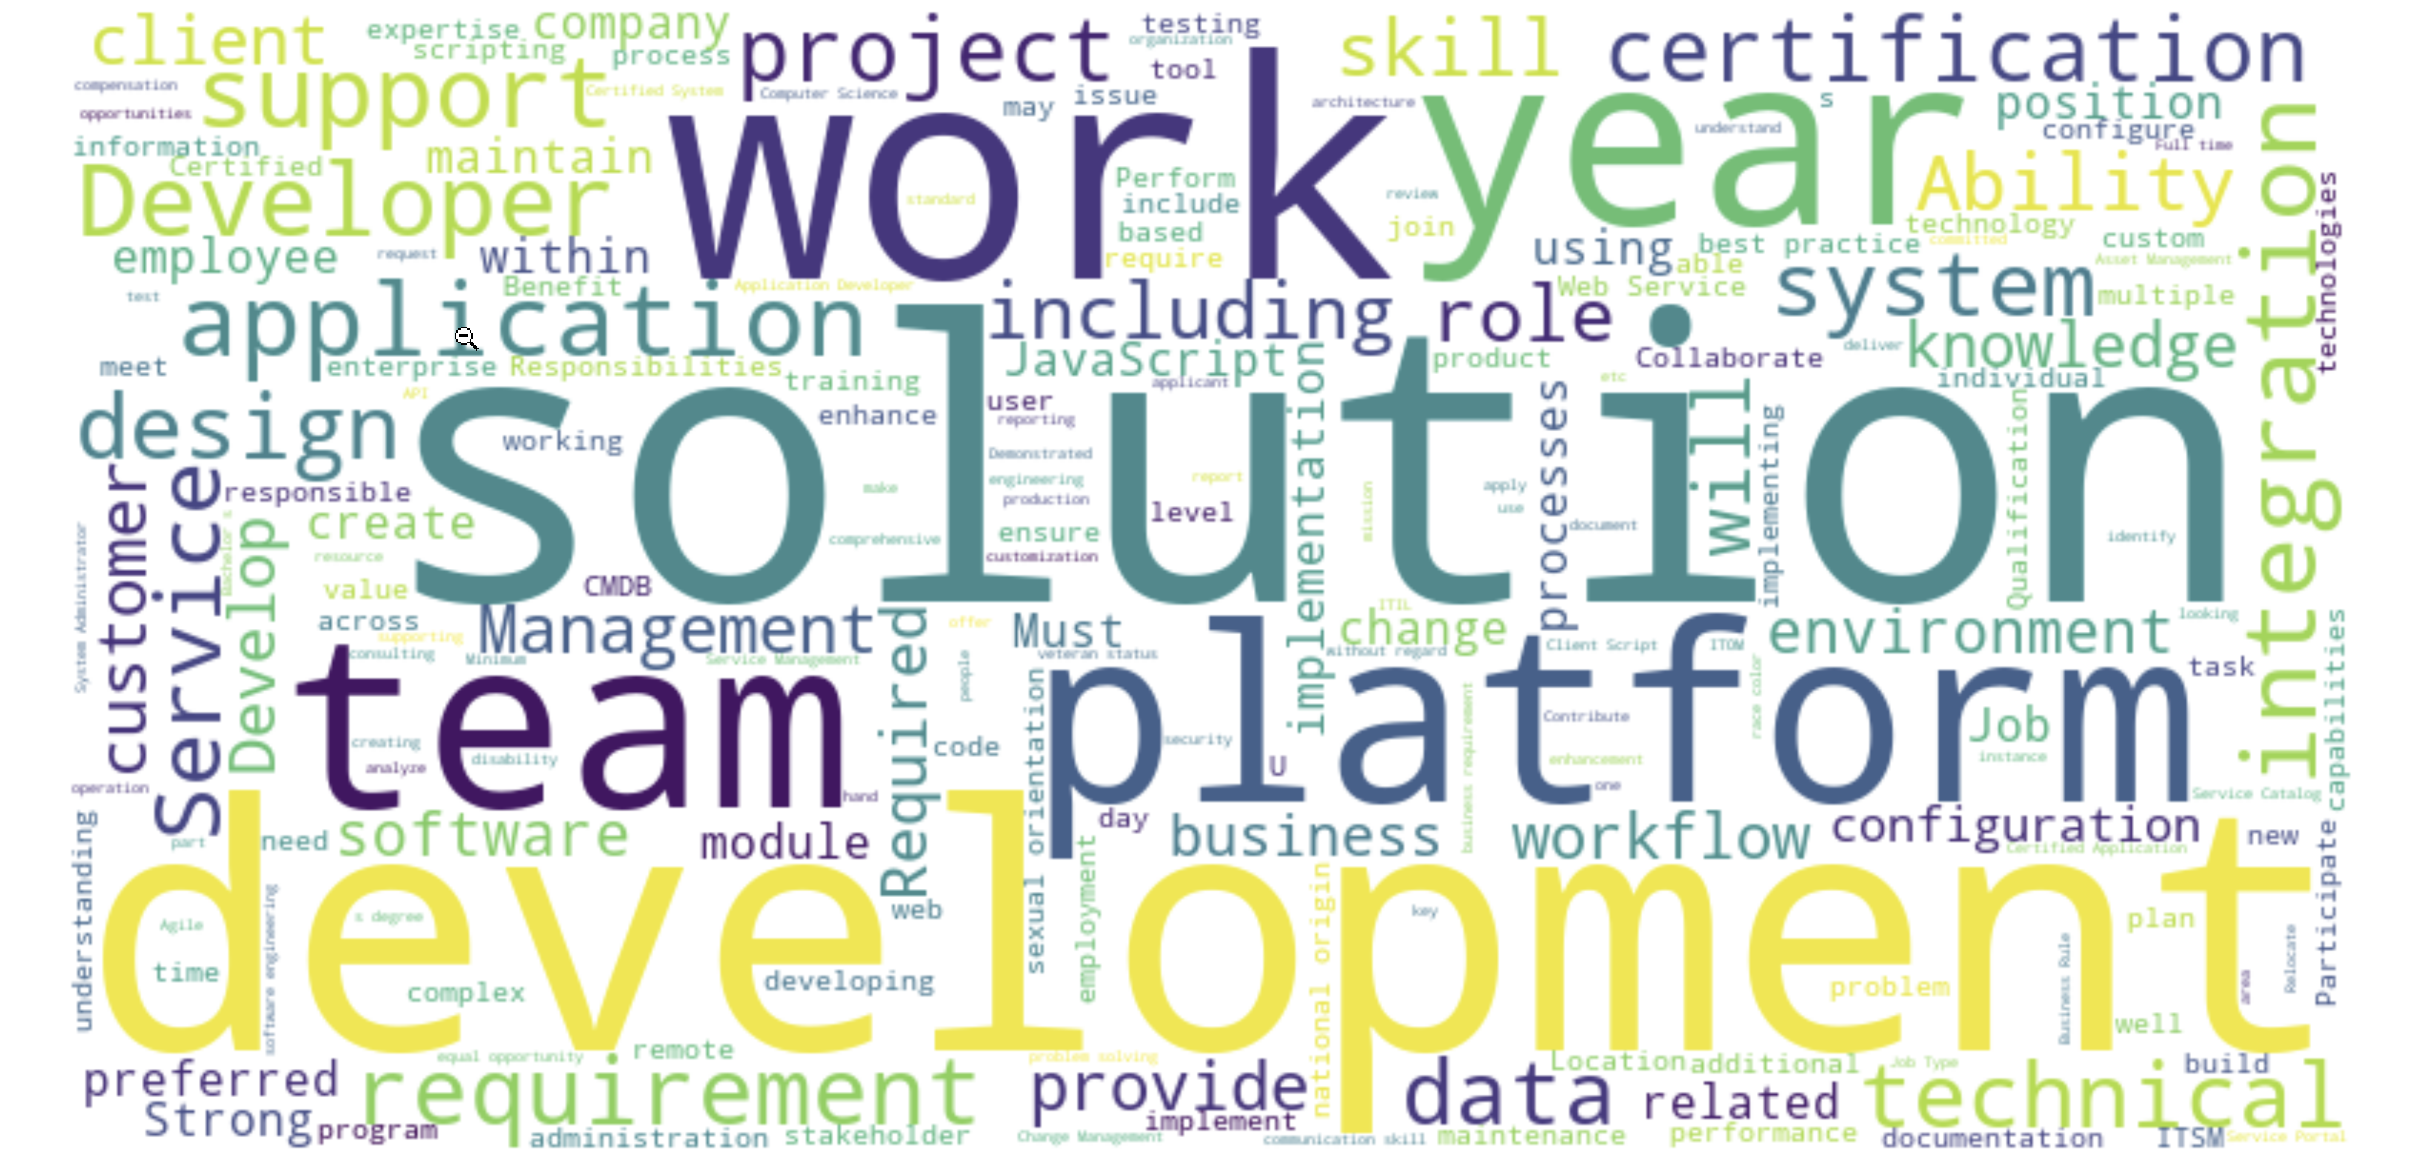 client expertise company project testing skill certification
scripting process organization tool
compensation support Certified System Computer Science may issue architecture s position
opportunities understand configure
information Certified maintain work year Full time
Developer standard Perform review Ability
include join technology
employee request within based using best practice committed custom
require able Asset Management
test Benefit Application Developer Web Service multiple
application including role system
meet enterprise Responsibilities JavaScript product Collaborate deliver knowledge
API training applicant etc individual
design enhance user reporting
working Demonstrated
solution
responsible make engineering report apply
create production level use document identify
comprehensive ensure
resource customization
value CMDB
across Management Must ITIL change environment looking
supporting offer
consulting Minimum Service Management veteran status without regard Client Script ITOM task
team platform
creating disability code security Contribute Job
analyze U enhancement instance
operation hand one Service Catalog
need software module day business workflow configuration new
part Certified Application
development
Agile s degree web key plan
time complex developing problem
well
equal opportunity remote problem solving Location additional Job Type build
preferred requirement provide data related technical
Strong program implement
administration stakeholder Change Management communication skill maintenance performance documentation ITSM Service Portal
System Administrator
customer
Service
Bachelor s
Develop
understanding
software engineering
Required
people
sexual orientation
employment
implementation
national origin
mission
business requirement
processes
will
implementing
race color
Qualification
Business Rule
integration
technologies
capabilities
Participate
area
Relocate